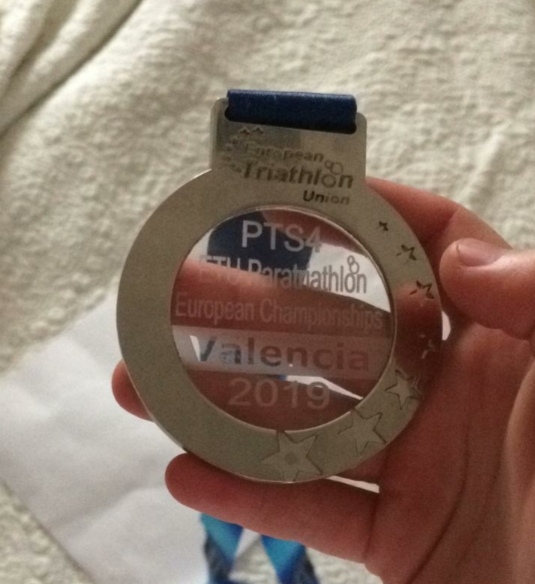 European
Triathlon
Union
PTS4
ETU Paratriathlon
European Championships
Valencia
2019